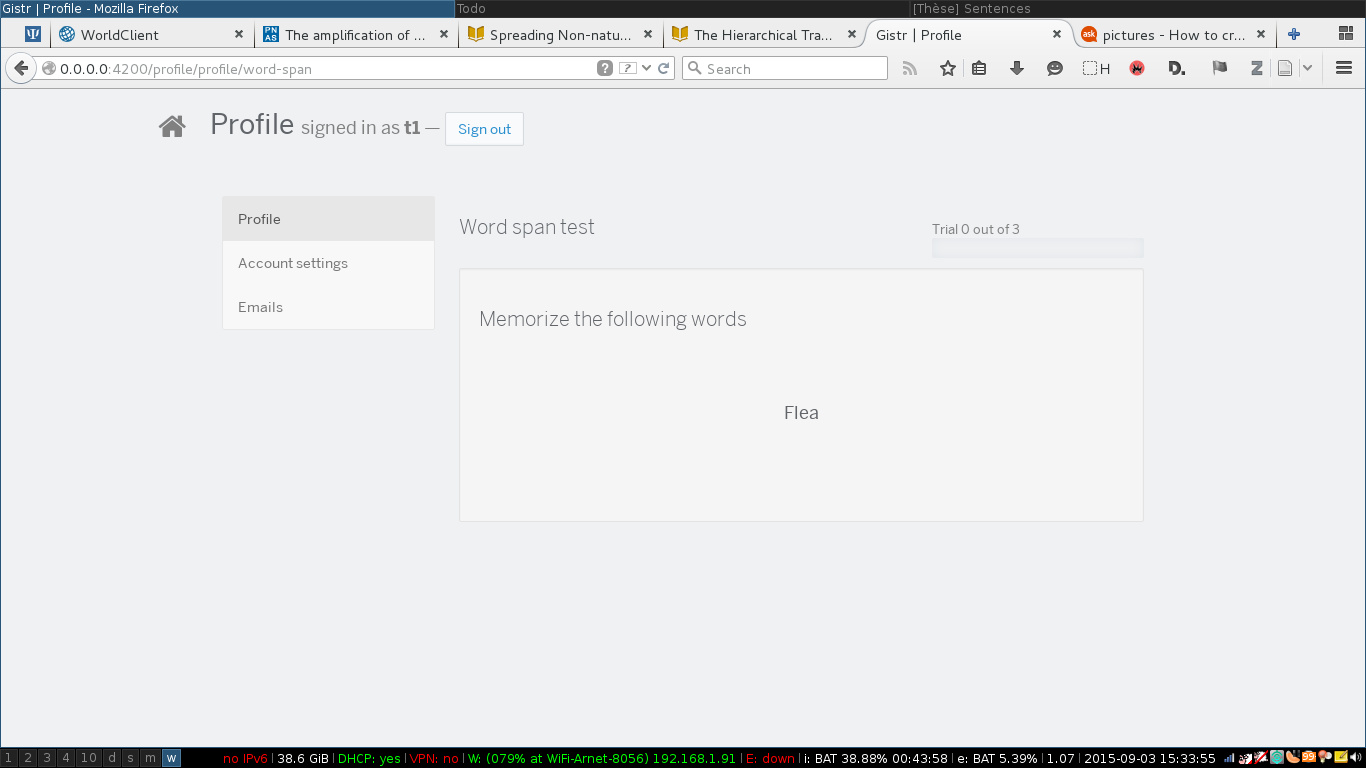 Gistr | Profile - Mozilla Firefox Todo [Thèse] Sentences
WorldClient The amplification of ... Spreading Non-natu... The Hierarchical Tra... Gistr | Profile pictures - How to cr...
0.0.0.0:4200/profile/profile/word-span Search
Profile signed in as t1 — Sign out
Profile
Account settings
Emails
Word span test
Trial 0 out of 3
Memorize the following words
Flea
1 2 3 4 10 d s m w no IPv6 | 38.6 GiB | DHCP: yes | VPN: no | W: (079% at WiFi-Arnet-8056) 192.168.1.91 | E: down | i: BAT 38.88% 00:43:58 | e: BAT 5.39% | 1.07 | 2015-09-03 15:33:55